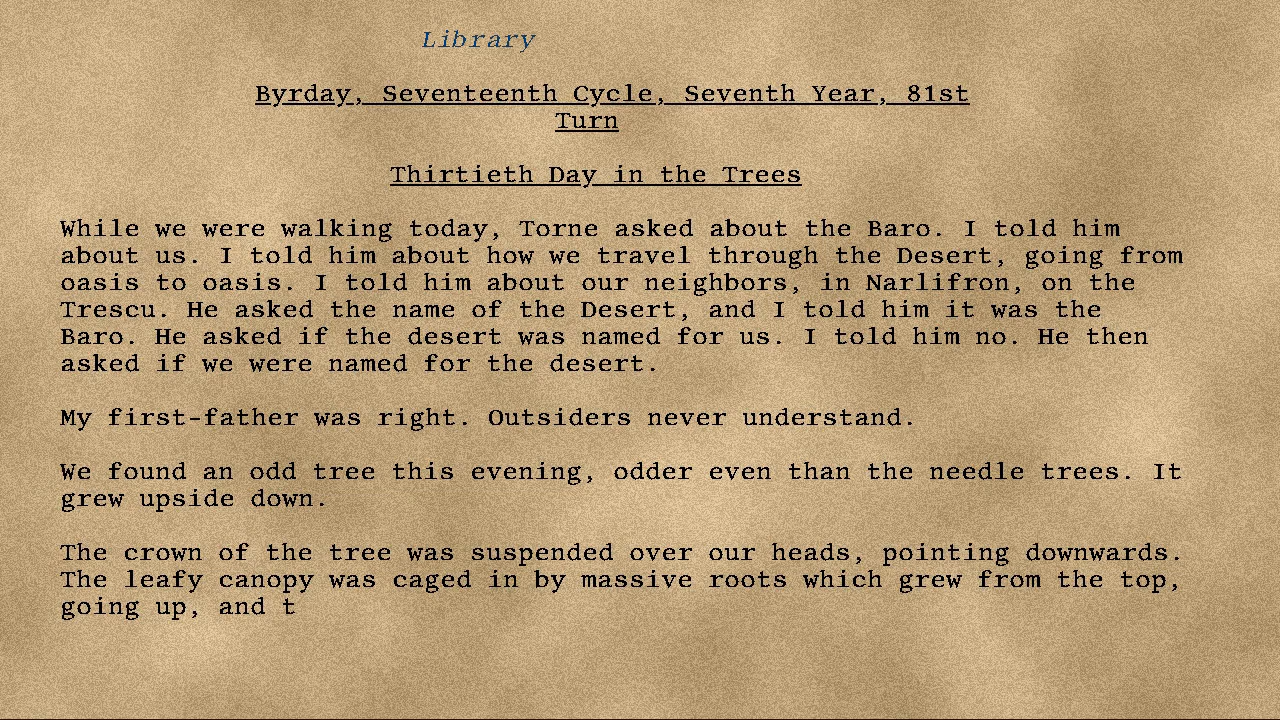 Library
Byrday, Seventeenth Cycle, Seventh Year, 81st
Turn
Thirtieth Day in the Trees
While we were walking today, Torne asked about the Baro. I told him
about us. I told him about how we travel through the Desert, going from
oasis to oasis. I told him about our neighbors, in Narlifron, on the
Trescu. He asked the name of the Desert, and I told him it was the
Baro. He asked if the desert was named for us. I told him no. He then
asked if we were named for the desert.
My first-father was right. Outsiders never understand.
We found an odd tree this evening, odder even than the needle trees. It
grew upside down.
The crown of the tree was suspended over our heads, pointing downwards.
The leafy canopy was caged in by massive roots which grew from the top,
going up, and t